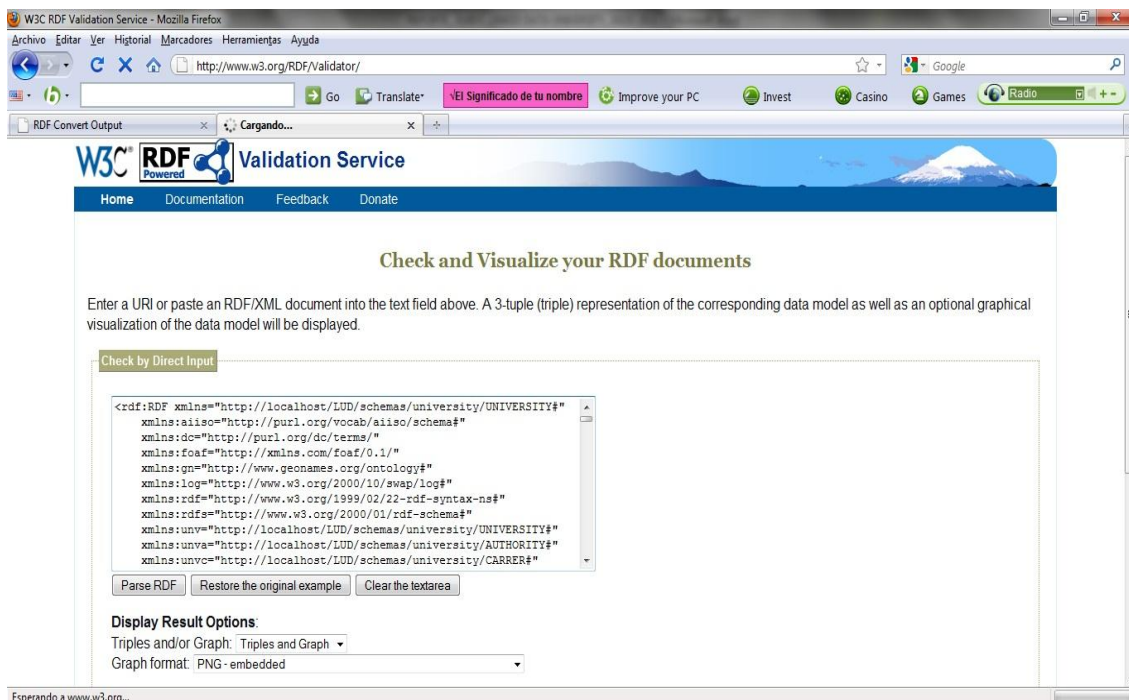 W3C RDF Validation Service - Mozilla Firefox
Archivo Editar Ver Historial Marcadores Herramientas Ayuda
http://www.w3.org/RDF/Validator/
Google
Go Translate √El Significado de tu nombre Improve your PC Invest Casino Games Radio
RDF Convert Output Cargando...
W3C RDF Powered Validation Service
Home Documentation Feedback Donate
Check and Visualize your RDF documents
Enter a URI or paste an RDF/XML document into the text field above. A 3-tuple (triple) representation of the corresponding data model as well as an optional graphical
visualization of the data model will be displayed.
Check by Direct Input
<rdf:RDF xmlns="http://localhost/LUD/schemas/university/UNIVERSITY#"
xmlns:aiiso="http://purl.org/vocab/aiiso/schema#"
xmlns:dc="http://purl.org/dc/terms/"
xmlns:foaf="http://xmlns.com/foaf/0.1/"
xmlns:gn="http://www.geonames.org/ontology#"
xmlns:log="http://www.w3.org/2000/10/swap/log#"
xmlns:rdf="http://www.w3.org/1999/02/22-rdf-syntax-ns#"
xmlns:rdfs="http://www.w3.org/2000/01/rdf-schema#"
xmlns:unv="http://localhost/LUD/schemas/university/UNIVERSITY#"
xmlns:unva="http://localhost/LUD/schemas/university/AUTHORITY#"
xmlns:unvc="http://localhost/LUD/schemas/university/CARRER#"
Parse RDF Restore the original example Clear the textarea
Display Result Options:
Triples and/or Graph: Triples and Graph
Graph format: PNG - embedded
Esperando a www.w3.org...